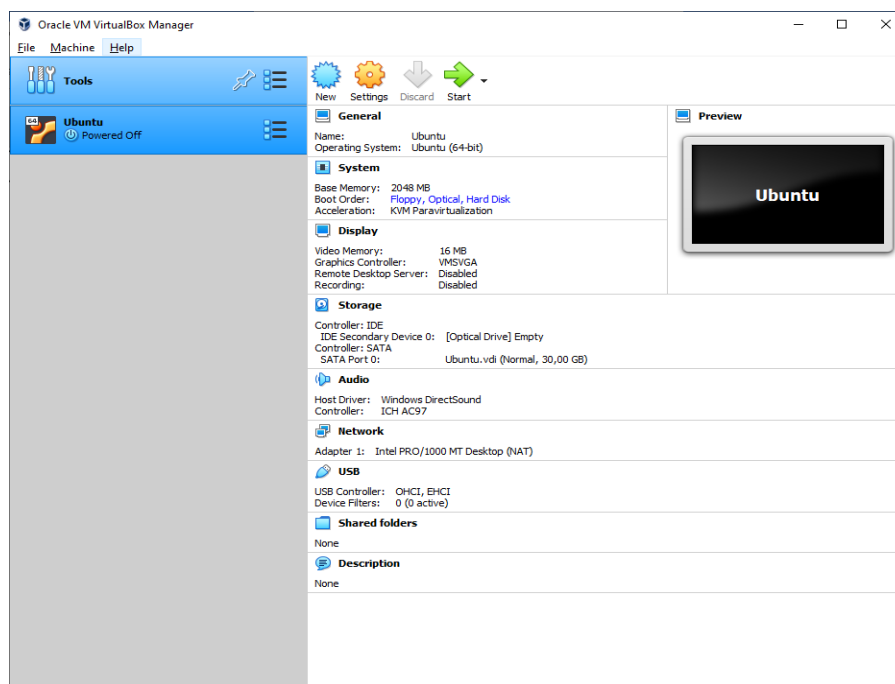 Oracle VM VirtualBox Manager
File Machine Help
Tools
64
Ubuntu
Powered Off
New Settings Discard Start
General
Name: Ubuntu
Operating System: Ubuntu (64-bit)
System
Base Memory: 2048 MB
Boot Order: Floppy, Optical, Hard Disk
Acceleration: KVM Paravirtualization
Display
Video Memory: 16 MB
Graphics Controller: VMSVGA
Remote Desktop Server: Disabled
Recording: Disabled
Preview
Ubuntu
Storage
Controller: IDE
IDE Secondary Device 0: [Optical Drive] Empty
Controller: SATA
SATA Port 0: Ubuntu.vdi (Normal, 30,00 GB)
Audio
Host Driver: Windows DirectSound
Controller: ICH AC97
Network
Adapter 1: Intel PRO/1000 MT Desktop (NAT)
USB
USB Controller: OHCI, EHCI
Device Filters: 0 (0 active)
Shared folders
None
Description
None